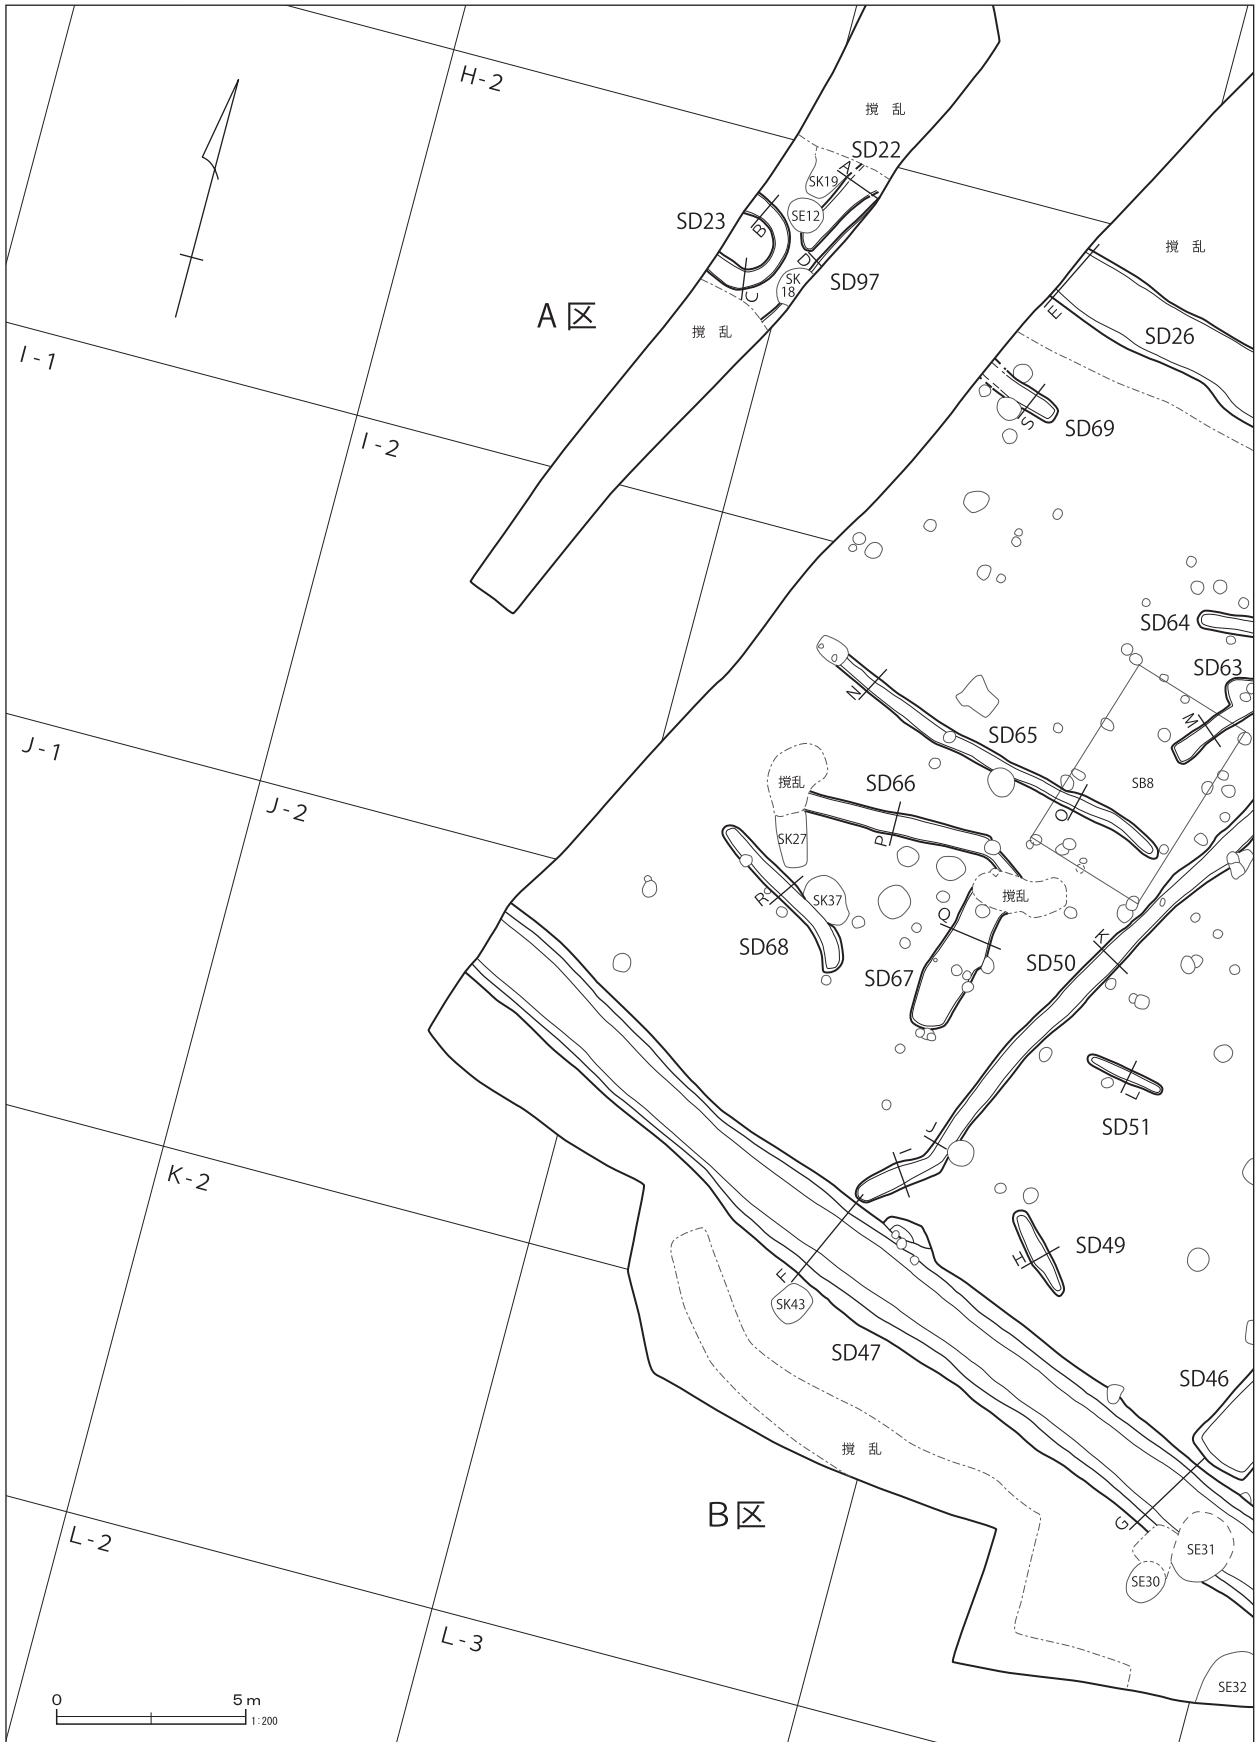 H-2
撹 乱
SD22
A
SK19
SE12
SD23
B
撹 乱
D
SK
18
SD97
C
A区
撹 乱
E
SD26
I-1
I-2
S
SD69
SD64
SD63
N
M
SD65
J-1
撹乱
SD66
SB8
J-2
O
P
SK27
撹乱
R
SK37
Q
K
SD68
SD50
SD67
L
SD51
J
I
K-2
SD49
H
F
SK43
SD47
SD46
撹 乱
B区
G
SE31
L-2
SE30
L-3
SE32
0 5m
1:200